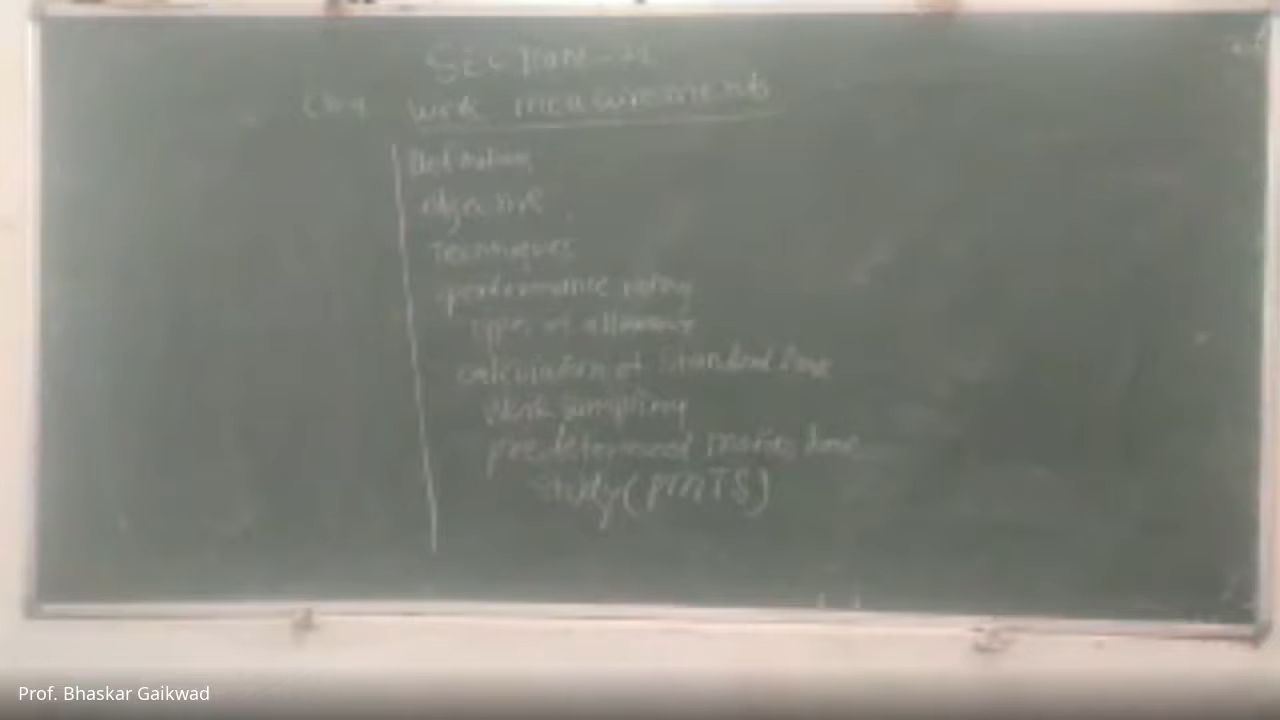 SECTION-II
work measurements
Definition
objective
Techniques
performance rating
types of allowance
calculation of Standard time
Work sampling
predetermined motion time
Study (PMTS)
Prof. Bhaskar Gaikwad